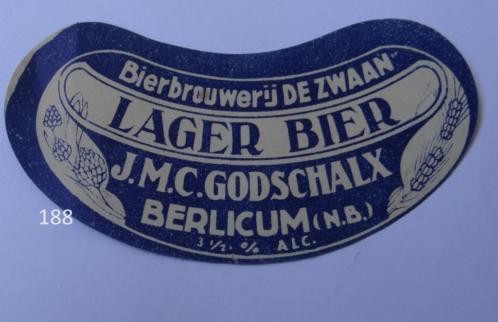 Bierbrouwerij DE ZWAAN"
LAGER BIER
J.M.C. GODSCHALX
BERLICUM (N.B.)
3 1/2 % ALC.
188